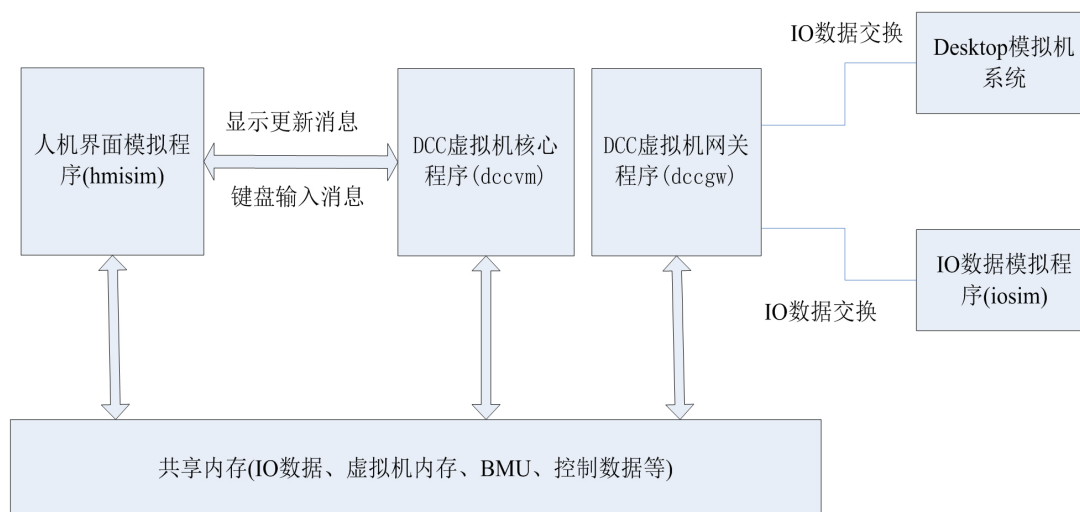 IO数据交换
Desktop模拟机
系统
人机界面模拟程
序(hmisim)
显示更新消息
键盘输入消息
DCC虚拟机核心
程序(dccvm)
DCC虚拟机网关
程序(dccgw)
IO数据模拟程
序(iosim)
IO数据交换
共享内存(IO数据、虚拟机内存、BMU、控制数据等)